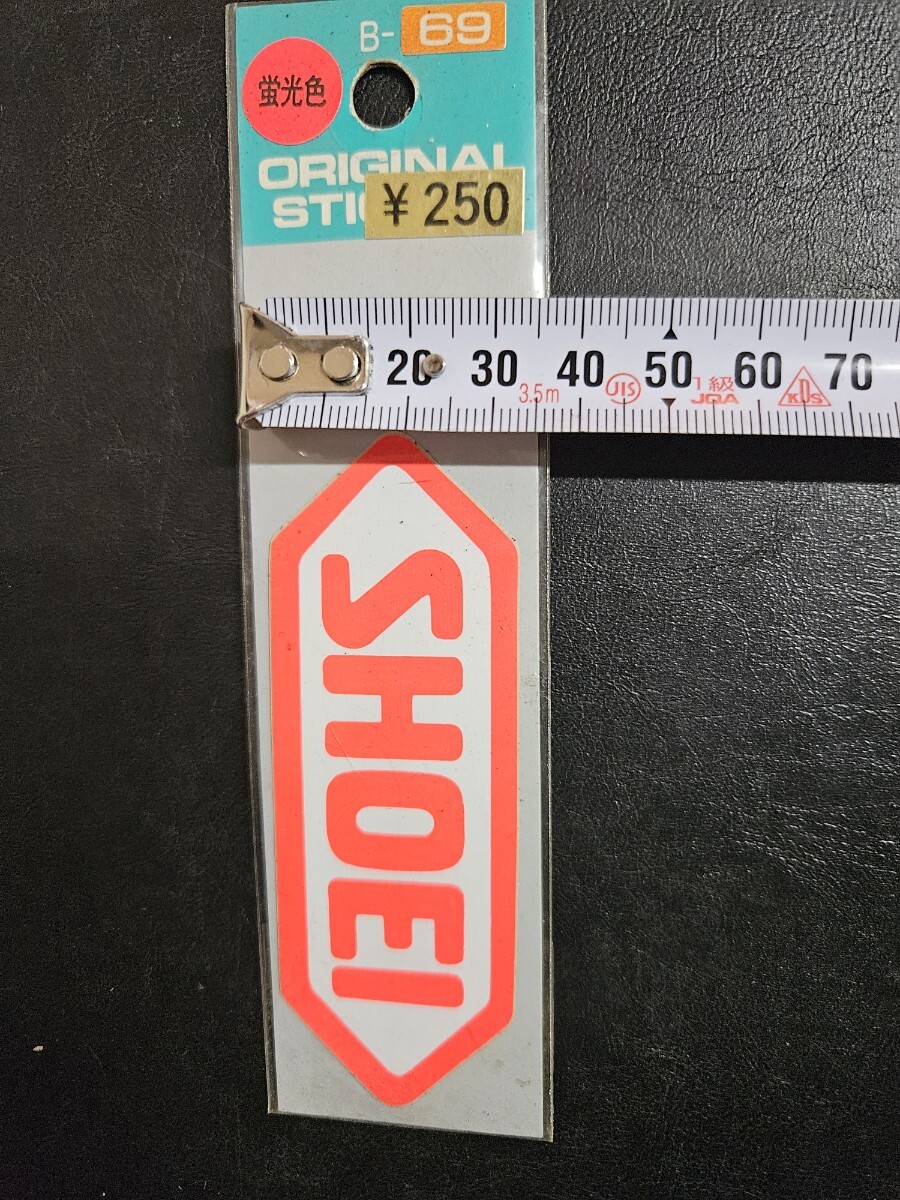 B- 69
蛍光色
ORIGINAL
¥250
20 30 40 50 60 70
3.5m JIS 1級 JQA KDS
SHOEI